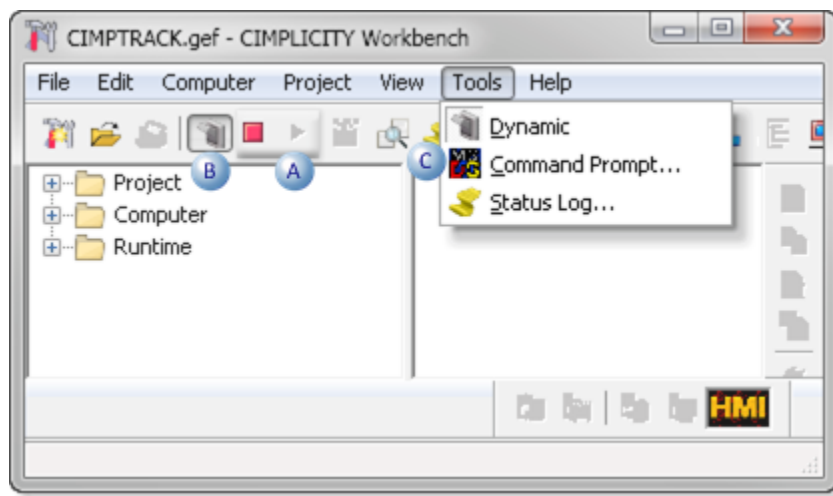 CIMPTRACK.gef - CIMPLICITY Workbench
File Edit Computer Project View Tools Help
B
A
C
Dynamic
Command Prompt...
Status Log...
Project
Computer
Runtime
HMI